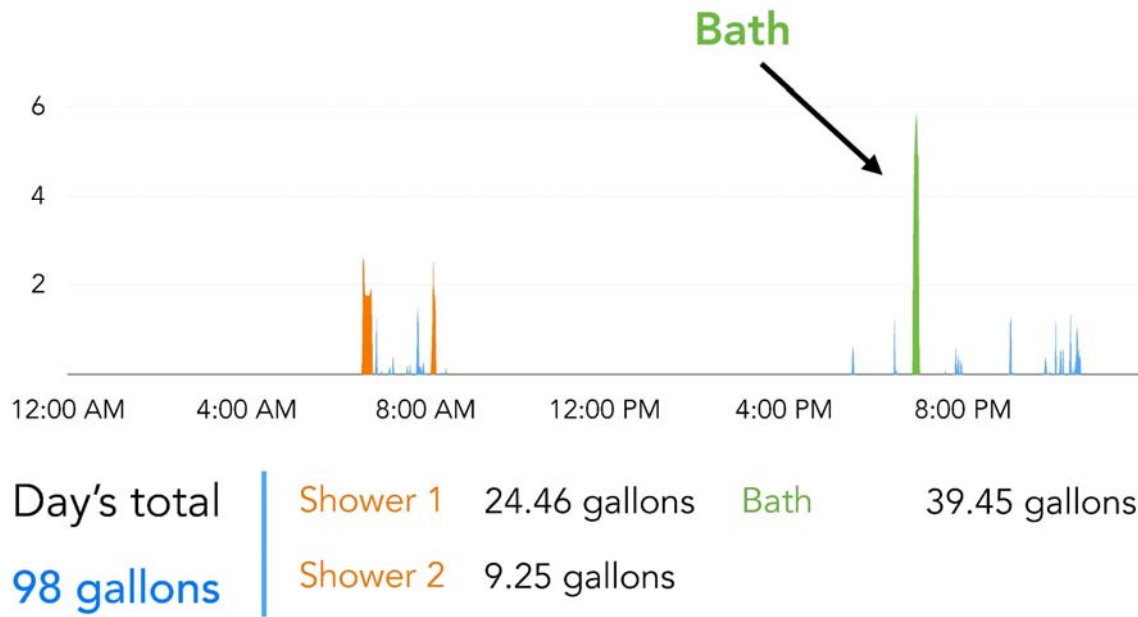 Bath
6
4
2
12:00 AM 4:00 AM 8:00 AM 12:00 PM 4:00 PM 8:00 PM
Day’s total
98 gallons
Shower 1 24.46 gallons Bath 39.45 gallons
Shower 2 9.25 gallons